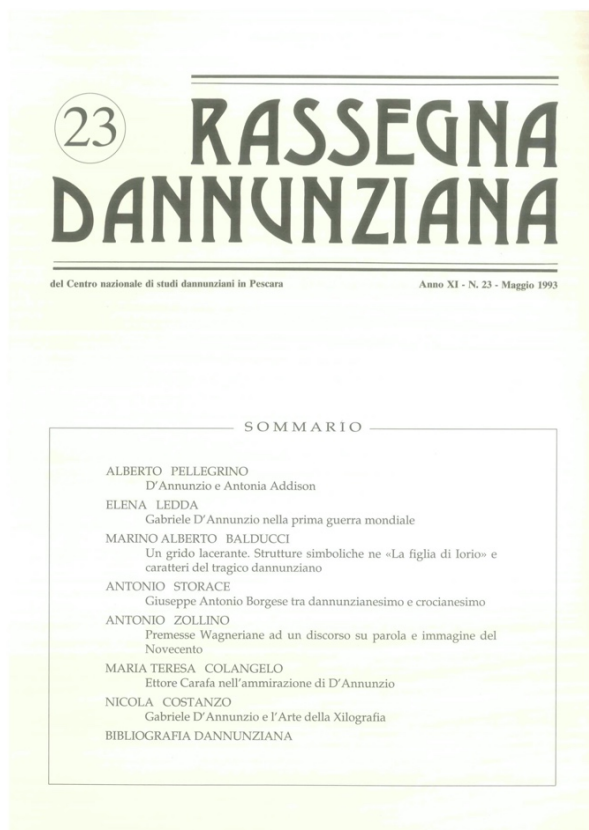 23
RASSEGNA
DANNUNZIANA
del Centro nazionale di studi dannunziani in Pescara
Anno XI - N. 23 - Maggio 1993
SOMMARIO
ALBERTO PELLEGRINO
D'Annunzio e Antonia Addison
ELENA LEDDA
Gabriele D'Annunzio nella prima guerra mondiale
MARINO ALBERTO BALDUCCI
Un grido lacerante. Strutture simboliche ne «La figlia di Iorio» e
caratteri del tragico dannunziano
ANTONIO STORACE
Giuseppe Antonio Borgese tra dannunzianesimo e crocianesimo
ANTONIO ZOLLINO
Premesse Wagneriane ad un discorso su parola e immagine del
Novecento
MARIA TERESA COLANGELO
Ettore Carafa nell'ammirazione di D'Annunzio
NICOLA COSTANZO
Gabriele D'Annunzio e l'Arte della Xilografia
BIBLIOGRAFIA DANNUNZIANA